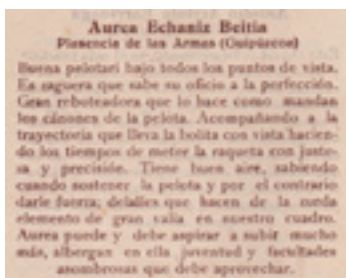 Aurea Echaniz Beitia
Plasencia de las Armas (Guipúzcoa)
Buena pelotari bajo todos los puntos de vista.
Es zaguera que sabe su oficio a la perfección.
Gran reboteadora que lo hace como mandan
los cánones de la pelota. Acompañando a la
trayectoria que lleva la bolita con vista hacien-
do los tiempos de meter la raqueta con juste-
sa y precisión. Tiene buen aire, sabiendo
cuando sostener la pelota y por el contrario
darle fuerza; detalles que hacen de la
elemento de gran valía en nuestro cuadro.
Aurea puede y debe aspirar a subir mucho
más, albergan en ella juventud y facultades
asombrosas que debe aprovechar.